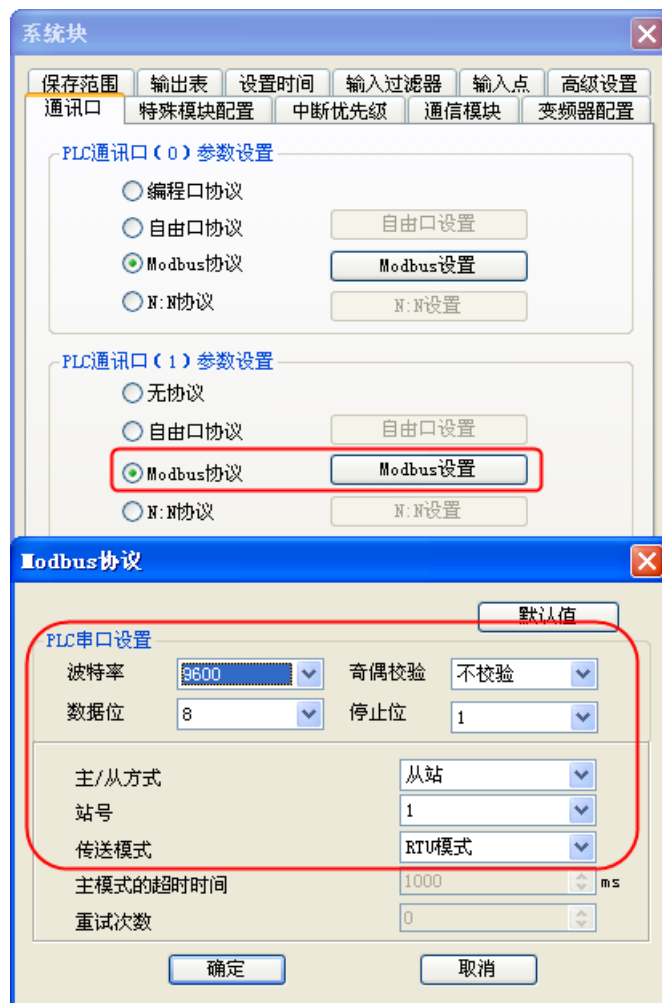 系统块
保存范围 输出表 设置时间 输入过滤器 输入点 高级设置
通讯口 特殊模块配置 中断优先级 通信模块 变频器配置
PLC通讯口(0)参数设置
编程口协议
自由口协议 自由口设置
Modbus协议 Modbus设置
N:N协议 N:N设置
PLC通讯口(1)参数设置
无协议
自由口协议 自由口设置
Modbus协议 Modbus设置
N:N协议 N:N设置
Modbus协议
默认值
PLC串口设置
波特率 9600 奇偶校验 不校验
数据位 8 停止位 1
主/从方式 从站
站号 1
传送模式 RTU模式
主模式的超时时间 1000 ms
重试次数 0
确定 取消